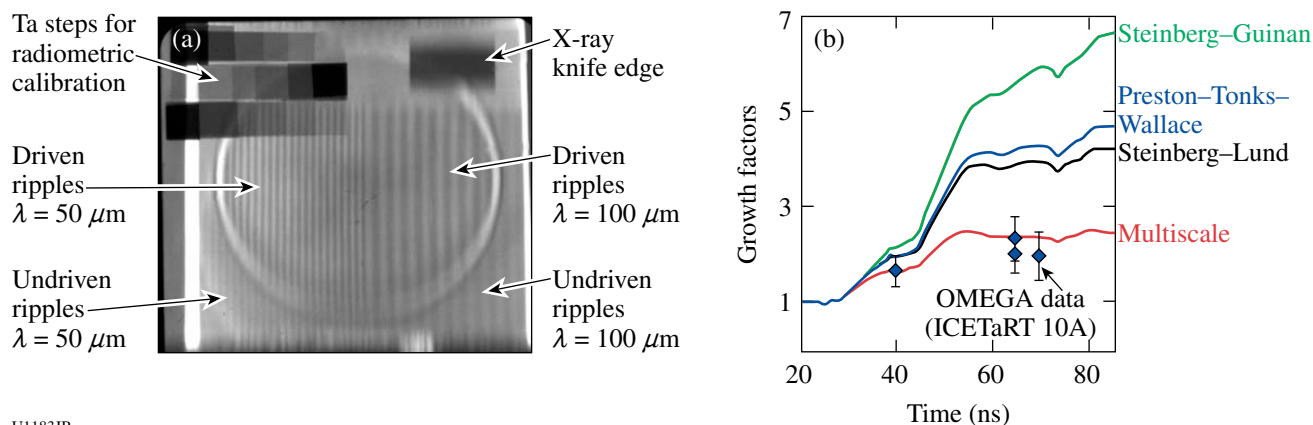 Ta steps for
radiometric
calibration
(a)
X-ray
knife edge
Driven
ripples
λ = 50 μm
Driven
ripples
λ = 100 μm
Undriven
ripples
λ = 50 μm
Undriven
ripples
λ = 100 μm
(b)
Growth factors
7
5
3
1
20
40
60
80
Time (ns)
Steinberg–Guinan
Preston–Tonks–
Wallace
Steinberg–Lund
Multiscale
OMEGA data
(ICETaRT 10A)